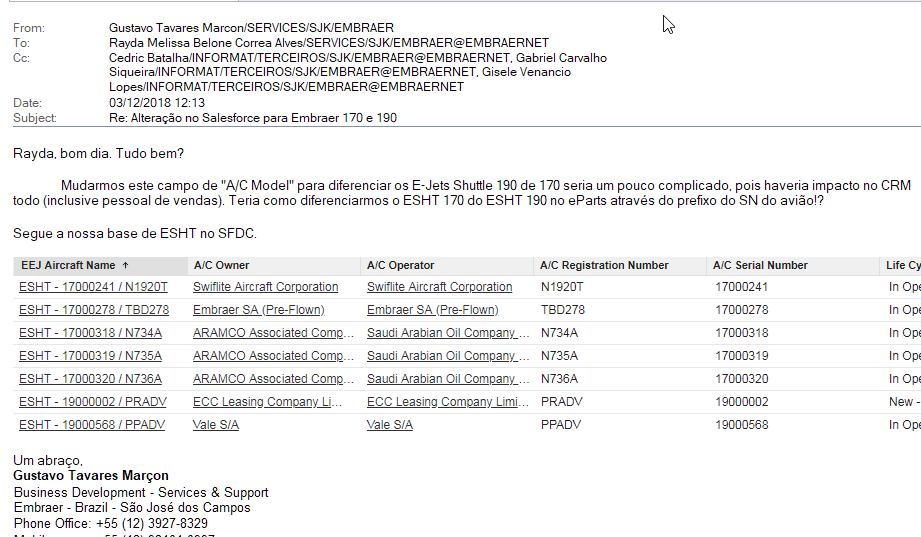 From: Gustavo Tavares Marcon/SERVICES/SJK/EMBRAER
To: Rayda Melissa Belone Correa Alves/SERVICES/SJK/EMBRAER@EMBRAERNET
Cc: Cedric Batalha/INFORMAT/TERCEIROS/SJK/EMBRAER@EMBRAERNET, Gabriel Carvalho
Siqueira/INFORMAT/TERCEIROS/SJK/EMBRAER@EMBRAERNET, Gisele Venancio
Lopes/INFORMAT/TERCEIROS/SJK/EMBRAER@EMBRAERNET
Date: 03/12/2018 12:13
Subject: Re: Alteração no Salesforce para Embraer 170 e 190
Rayda, bom dia. Tudo bem?
Mudarmos este campo de "A/C Model" para diferenciar os E-Jets Shuttle 190 de 170 seria um pouco complicado, pois haveria impacto no CRM
todo (inclusive pessoal de vendas). Teria como diferenciarmos o ESHT 170 do ESHT 190 no eParts através do prefixo do SN do avião!?
Segue a nossa base de ESHT no SFDC.
EEJ Aircraft Name ↑ A/C Owner A/C Operator A/C Registration Number A/C Serial Number Life Cy
ESHT - 17000241 / N1920T Swiflite Aircraft Corporation Swiflite Aircraft Corporation N1920T 17000241 In Ope
ESHT - 17000278 / TBD278 Embraer SA (Pre-Flown) Embraer SA (Pre-Flown) TBD278 17000278 In Ope
ESHT - 17000318 / N734A ARAMCO Associated Comp... Saudi Arabian Oil Company ... N734A 17000318 In Ope
ESHT - 17000319 / N735A ARAMCO Associated Comp... Saudi Arabian Oil Company ... N735A 17000319 In Ope
ESHT - 17000320 / N736A ARAMCO Associated Comp... Saudi Arabian Oil Company ... N736A 17000320 In Ope
ESHT - 19000002 / PRADV ECC Leasing Company Li... ECC Leasing Company Limi... PRADV 19000002 New -
ESHT - 19000568 / PPADV Vale S/A Vale S/A PPADV 19000568 In Ope
Um abraço,
Gustavo Tavares Marçon
Business Development - Services & Support
Embraer - Brazil - São José dos Campos
Phone Office: +55 (12) 3927-8329